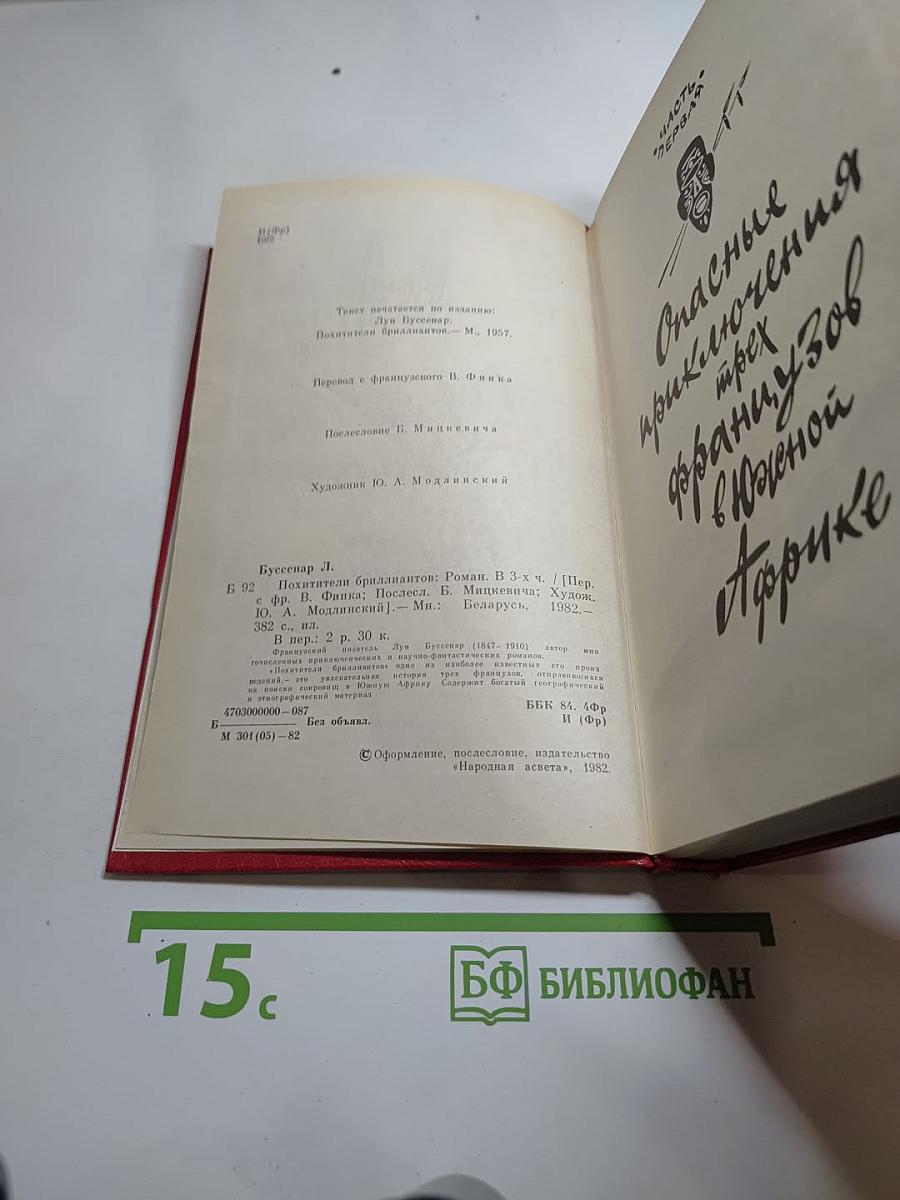 И(Фр)
Б92
Текст печатается по изданию:
Луи Буссенар.
Похитители бриллиантов.— М., 1957.
Перевод с французского В. Финка
Послесловие Б. Мицкевича
Художник Ю. А. Модлинский
Буссенар Л.
Б 92 Похитители бриллиантов: Роман. В 3-х ч. / [Пер.
с фр. В. Финка; Послесл. Б. Мицкевича; Худож.
Ю. А. Модлинский].— Мн.: Беларусь, 1982.—
382 с., ил.
В пер.: 2 р. 30 к.
Французский писатель Луи Буссенар (1847–1910) автор мно
гочисленных приключенческих и научно-фантастических романов.
«Похитители бриллиантов» одно из наиболее известных его произ
ведений,— это увлекательная история трех французов, отправившихся
на поиски сокровищ в Южную Африку Содержит богатый географический
и этнографический материал
4703000000—087
Б Без объявл.
М 301(05)—82
ББК 84. 4Фр
И (Фр)
© Оформление, послесловие, издательство
«Народная асвета», 1982.
ЧАСТЬ
ПЕРВАЯ
Опасные
приключения
трех
французов
в Южной
Африке
15 с
БФ БИБЛИОФАН